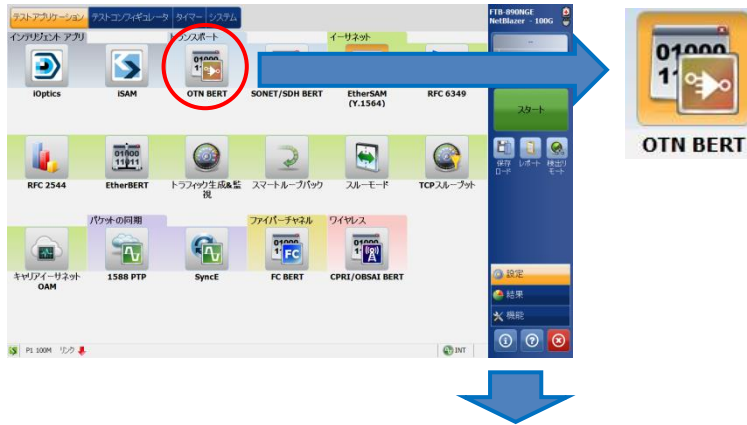 テストアプリケーション テストコンフィギュレータ タイマー システム
FTB-890NGE
NetBlazer - 100G
インテリジェント アプリ
トランスポート
イーサネット
--
01000
iOptics
iSAM
OTN BERT
SONET/SDH BERT
EtherSAM
(Y.1564)
RFC 6349
スタート
OTN BERT
01000
11011
RFC 2544
EtherBERT
トラフィック生成&監
視
スマートループバック
スルーモード
TCPスループット
保存
ロード
レポート
検出り
モート
パケットの同期
ファイバーチャネル
ワイヤレス
01000
FC
キャリアイーサネット
OAM
1588 PTP
SyncE
FC BERT
CPRI/OBSAI BERT
設定
結果
機能
P1 100M リンク
INT